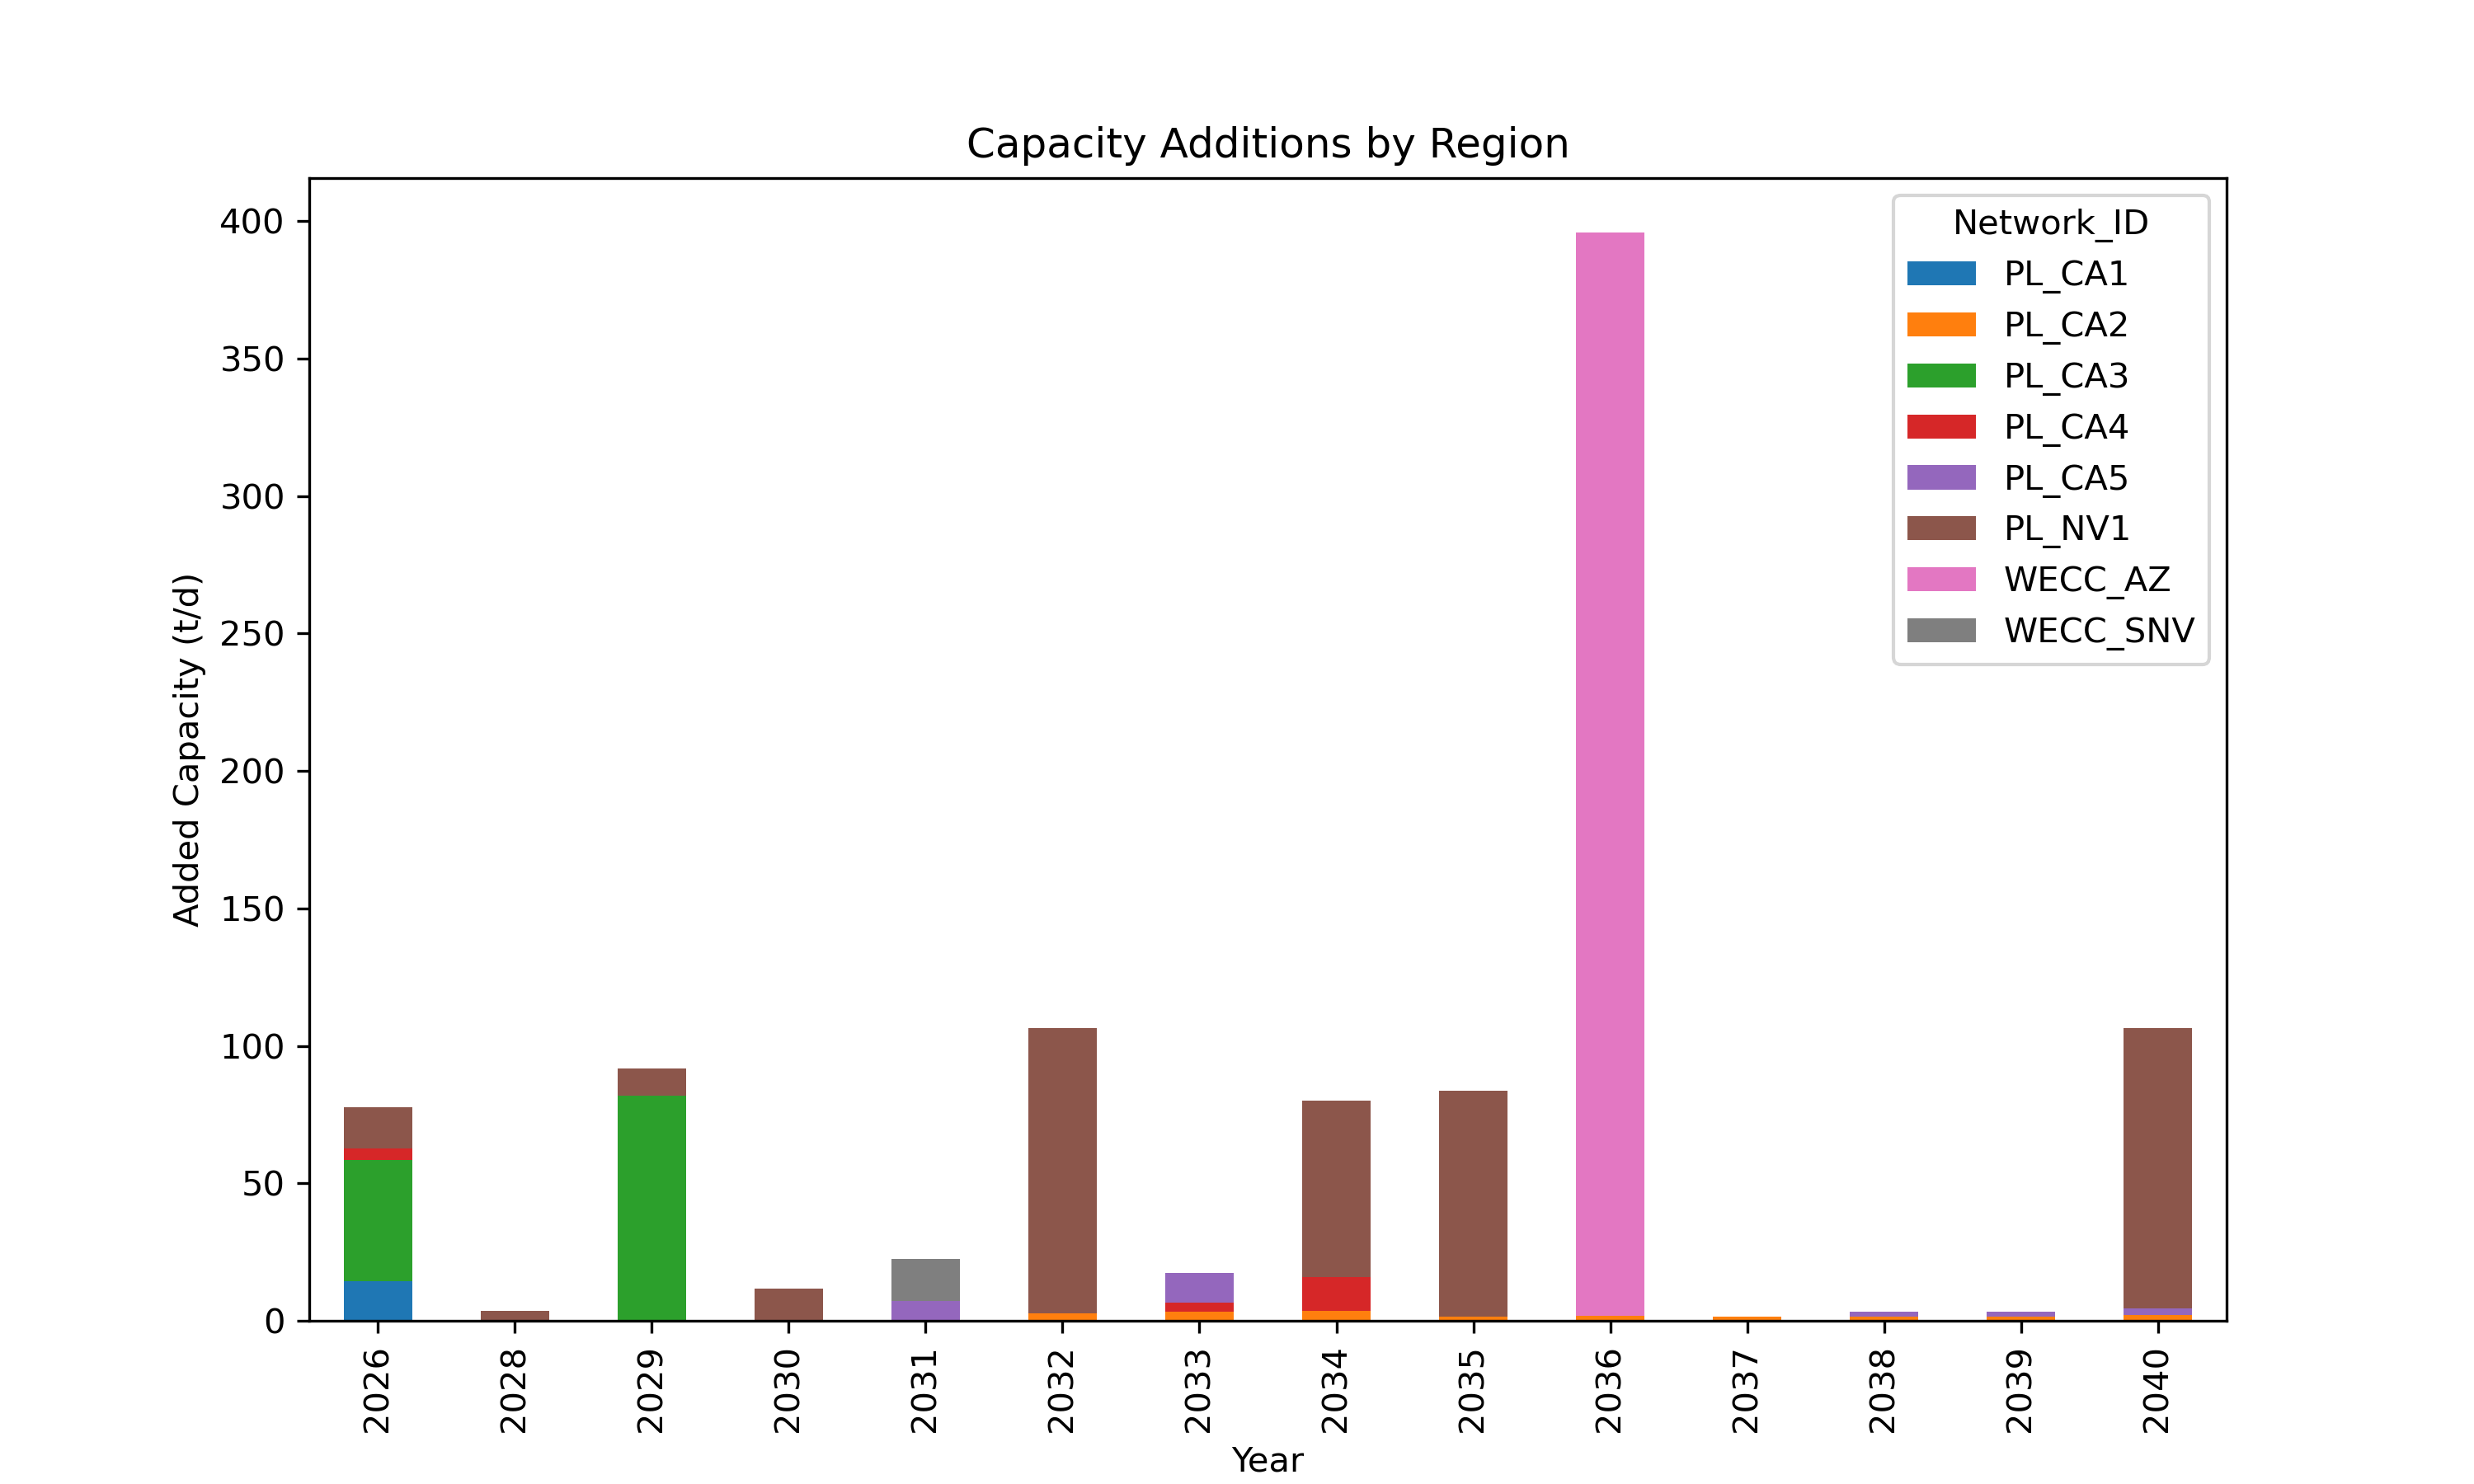 Capacity Additions by Region
Added Capacity (t/d)
400
350
300
250
200
150
100
50
0
Network_ID
PL_CA1
PL_CA2
PL_CA3
PL_CA4
PL_CA5
PL_NV1
WECC_AZ
WECC_SNV
2026
2028
2029
2030
2031
2032
2033
2034
2035
2036
2037
2038
2039
2040
Year